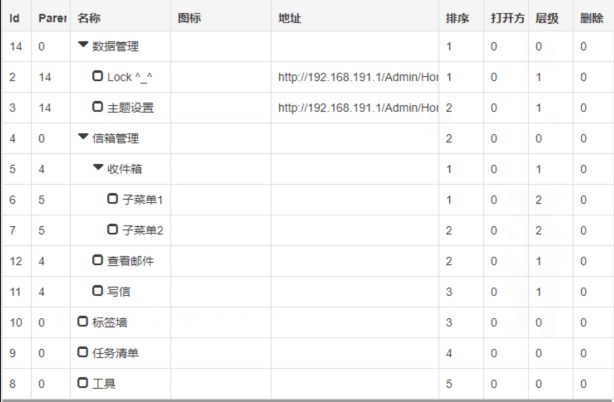 Id Paren 名称 图标 地址 排序 打开方 层级 删除
14 0 数据管理 1 0 0 0
2 14 Lock ^_^ http://192.168.191.1/Admin/Hor 1 0 1 0
3 14 主题设置 http://192.168.191.1/Admin/Hor 2 0 1 0
4 0 信箱管理 2 0 0 0
5 4 收件箱 1 0 1 0
6 5 子菜单1 1 0 2 0
7 5 子菜单2 2 0 2 0
12 4 查看邮件 2 0 1 0
11 4 写信 3 0 1 0
10 0 标签墙 3 0 0 0
9 0 任务清单 4 0 0 0
8 0 工具 5 0 0 0